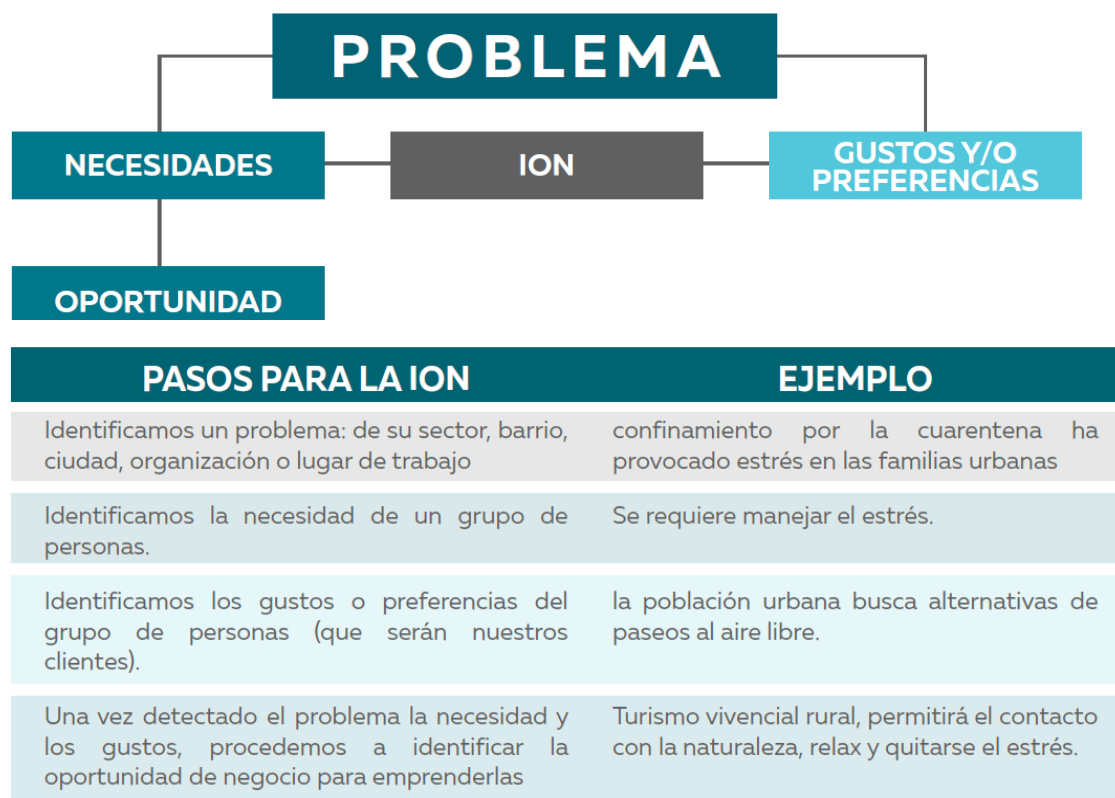 PROBLEMA
NECESIDADES
ION
GUSTOS Y/O
PREFERENCIAS
OPORTUNIDAD
PASOS PARA LA ION
EJEMPLO
Identificamos un problema: de su sector, barrio,
ciudad, organización o lugar de trabajo
confinamiento por la cuarentena ha
provocado estrés en las familias urbanas
Identificamos la necesidad de un grupo de
personas.
Se requiere manejar el estrés.
Identificamos los gustos o preferencias del
grupo de personas (que serán nuestros
clientes).
la población urbana busca alternativas de
paseos al aire libre.
Una vez detectado el problema la necesidad y
los gustos, procedemos a identificar la
oportunidad de negocio para emprenderlas
Turismo vivencial rural, permitirá el contacto
con la naturaleza, relax y quitarse el estrés.